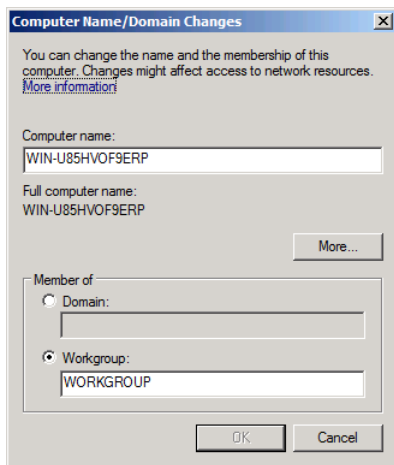 Computer Name/Domain Changes
You can change the name and the membership of this
computer. Changes might affect access to network resources.
More information
Computer name:
WIN-U85HVOF9ERP
Full computer name:
WIN-U85HVOF9ERP
More...
Member of
Domain:
Workgroup:
WORKGROUP
OK Cancel